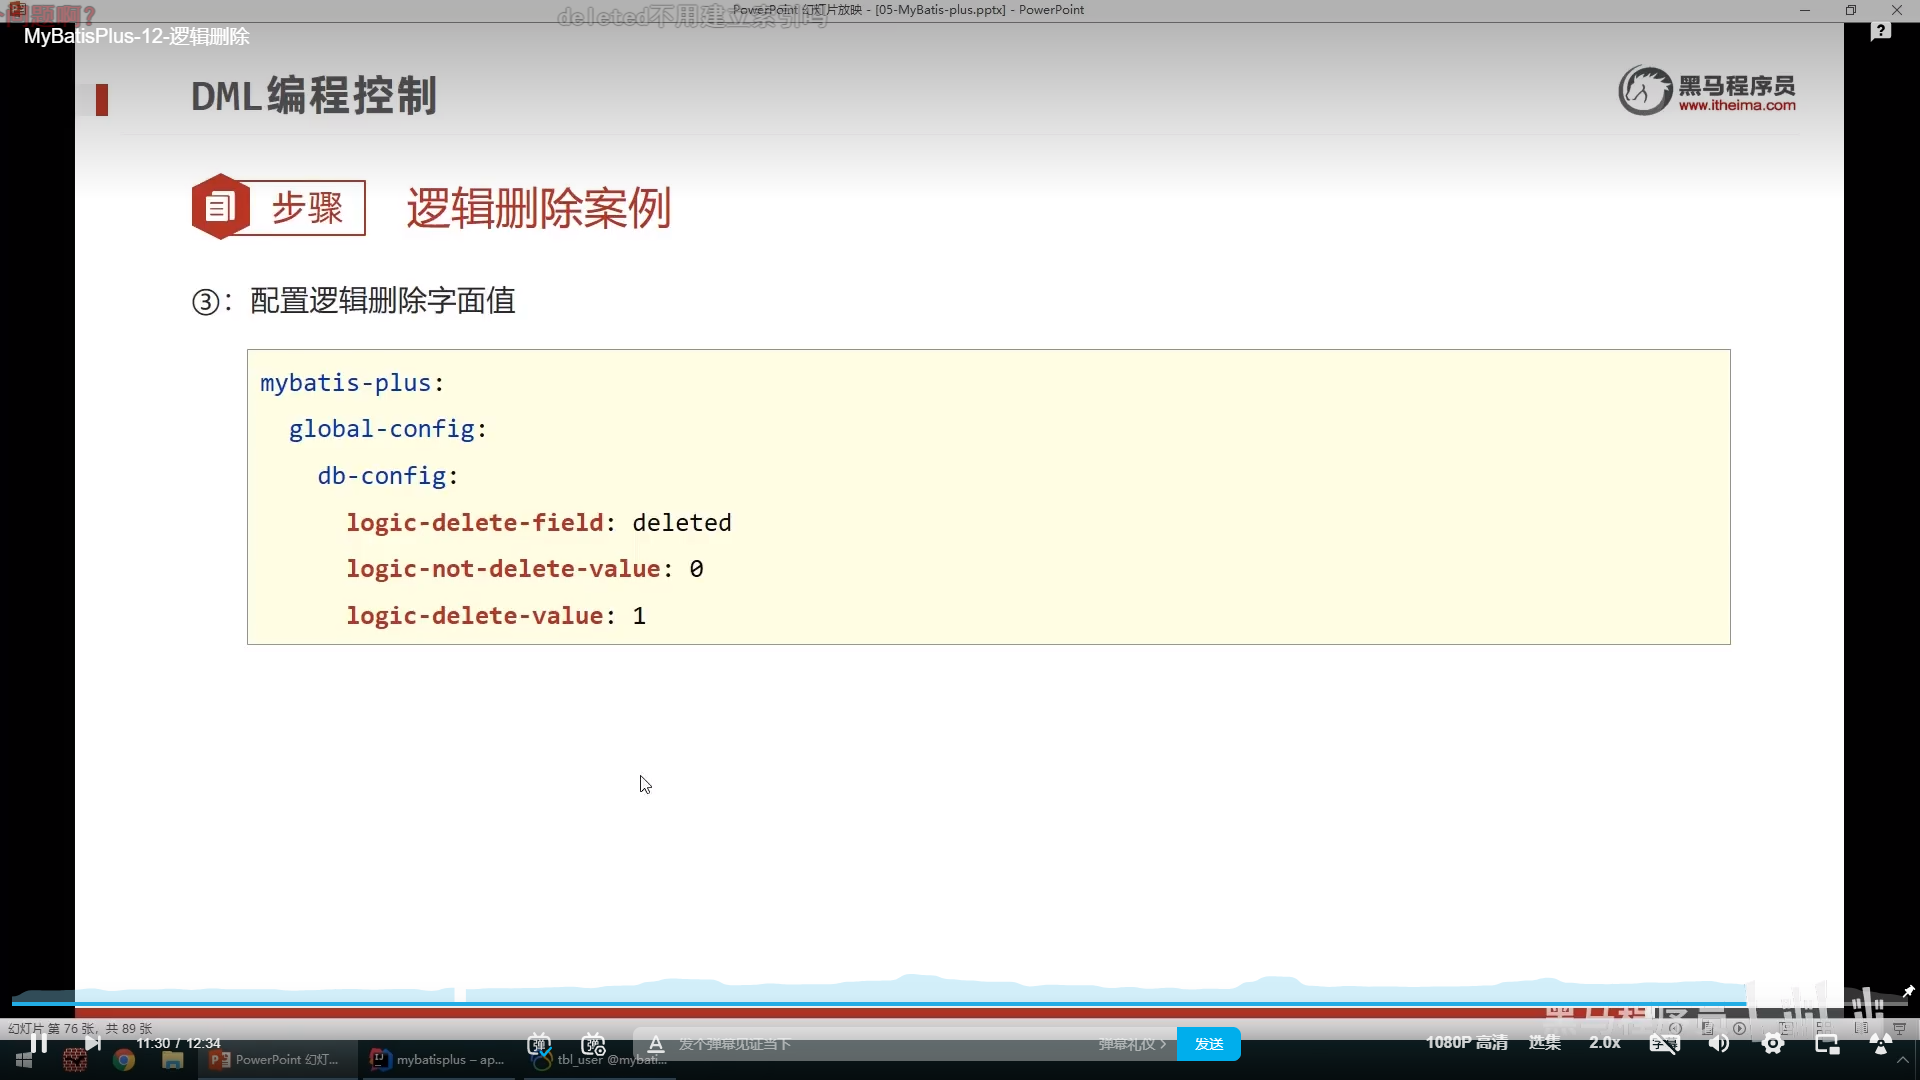 PowerPoint 幻灯片放映 - [05-MyBatis-plus.pptx] - PowerPoint
deleted不用建立索引吗
MyBatisPlus-12-逻辑删除
DML编程控制
黑马程序员
www.itheima.com
步骤
逻辑删除案例
③：配置逻辑删除字面值
mybatis-plus:
global-config:
db-config:
logic-delete-field: deleted
logic-not-delete-value: 0
logic-delete-value: 1
幻灯片 第 76 张，共 89 张
11:30 / 12:34
发个弹幕见证当下
弹幕礼仪
发送
1080P 高清
选集
2.0x
PowerPoint 幻灯...
mybatisplus – ap...
tbl_user @mybati...